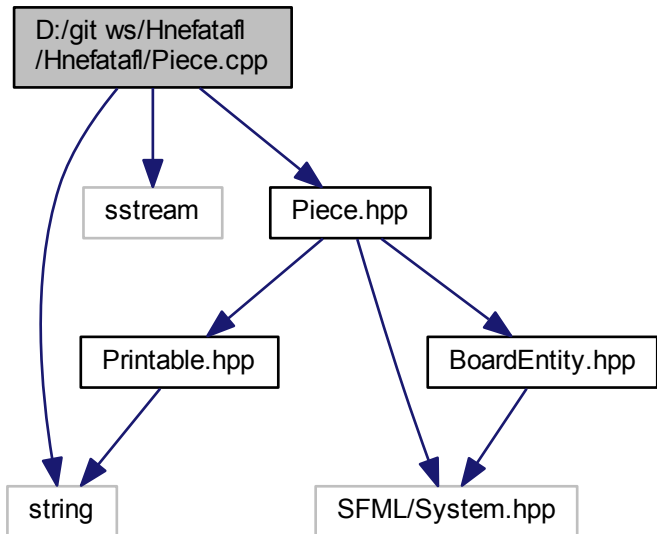 D:/git ws/Hnefatafl
/Hnefatafl/Piece.cpp
sstream
Piece.hpp
Printable.hpp
BoardEntity.hpp
string
SFML/System.hpp